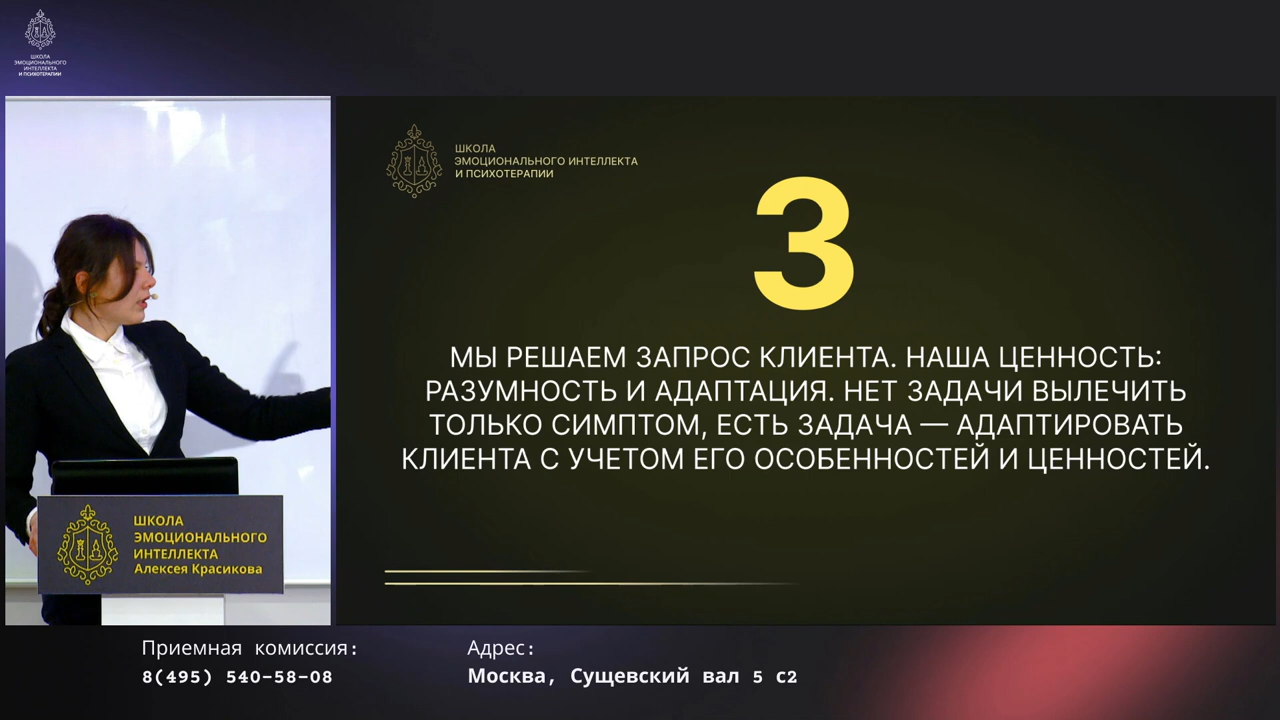 ШКОЛА
ЭМОЦИОНАЛЬНОГО
ИНТЕЛЛЕКТА
И ПСИХОТЕРАПИИ
ШКОЛА
ЭМОЦИОНАЛЬНОГО ИНТЕЛЛЕКТА
И ПСИХОТЕРАПИИ
3
МЫ РЕШАЕМ ЗАПРОС КЛИЕНТА. НАША ЦЕННОСТЬ:
РАЗУМНОСТЬ И АДАПТАЦИЯ. НЕТ ЗАДАЧИ ВЫЛЕЧИТЬ
ТОЛЬКО СИМПТОМ, ЕСТЬ ЗАДАЧА — АДАПТИРОВАТЬ
КЛИЕНТА С УЧЕТОМ ЕГО ОСОБЕННОСТЕЙ И ЦЕННОСТЕЙ.
ШКОЛА
ЭМОЦИОНАЛЬНОГО
ИНТЕЛЛЕКТА
Алексея Красикова
Приемная комиссия:
8(495) 540-58-08
Адрес:
Москва, Сущевский вал 5 с2